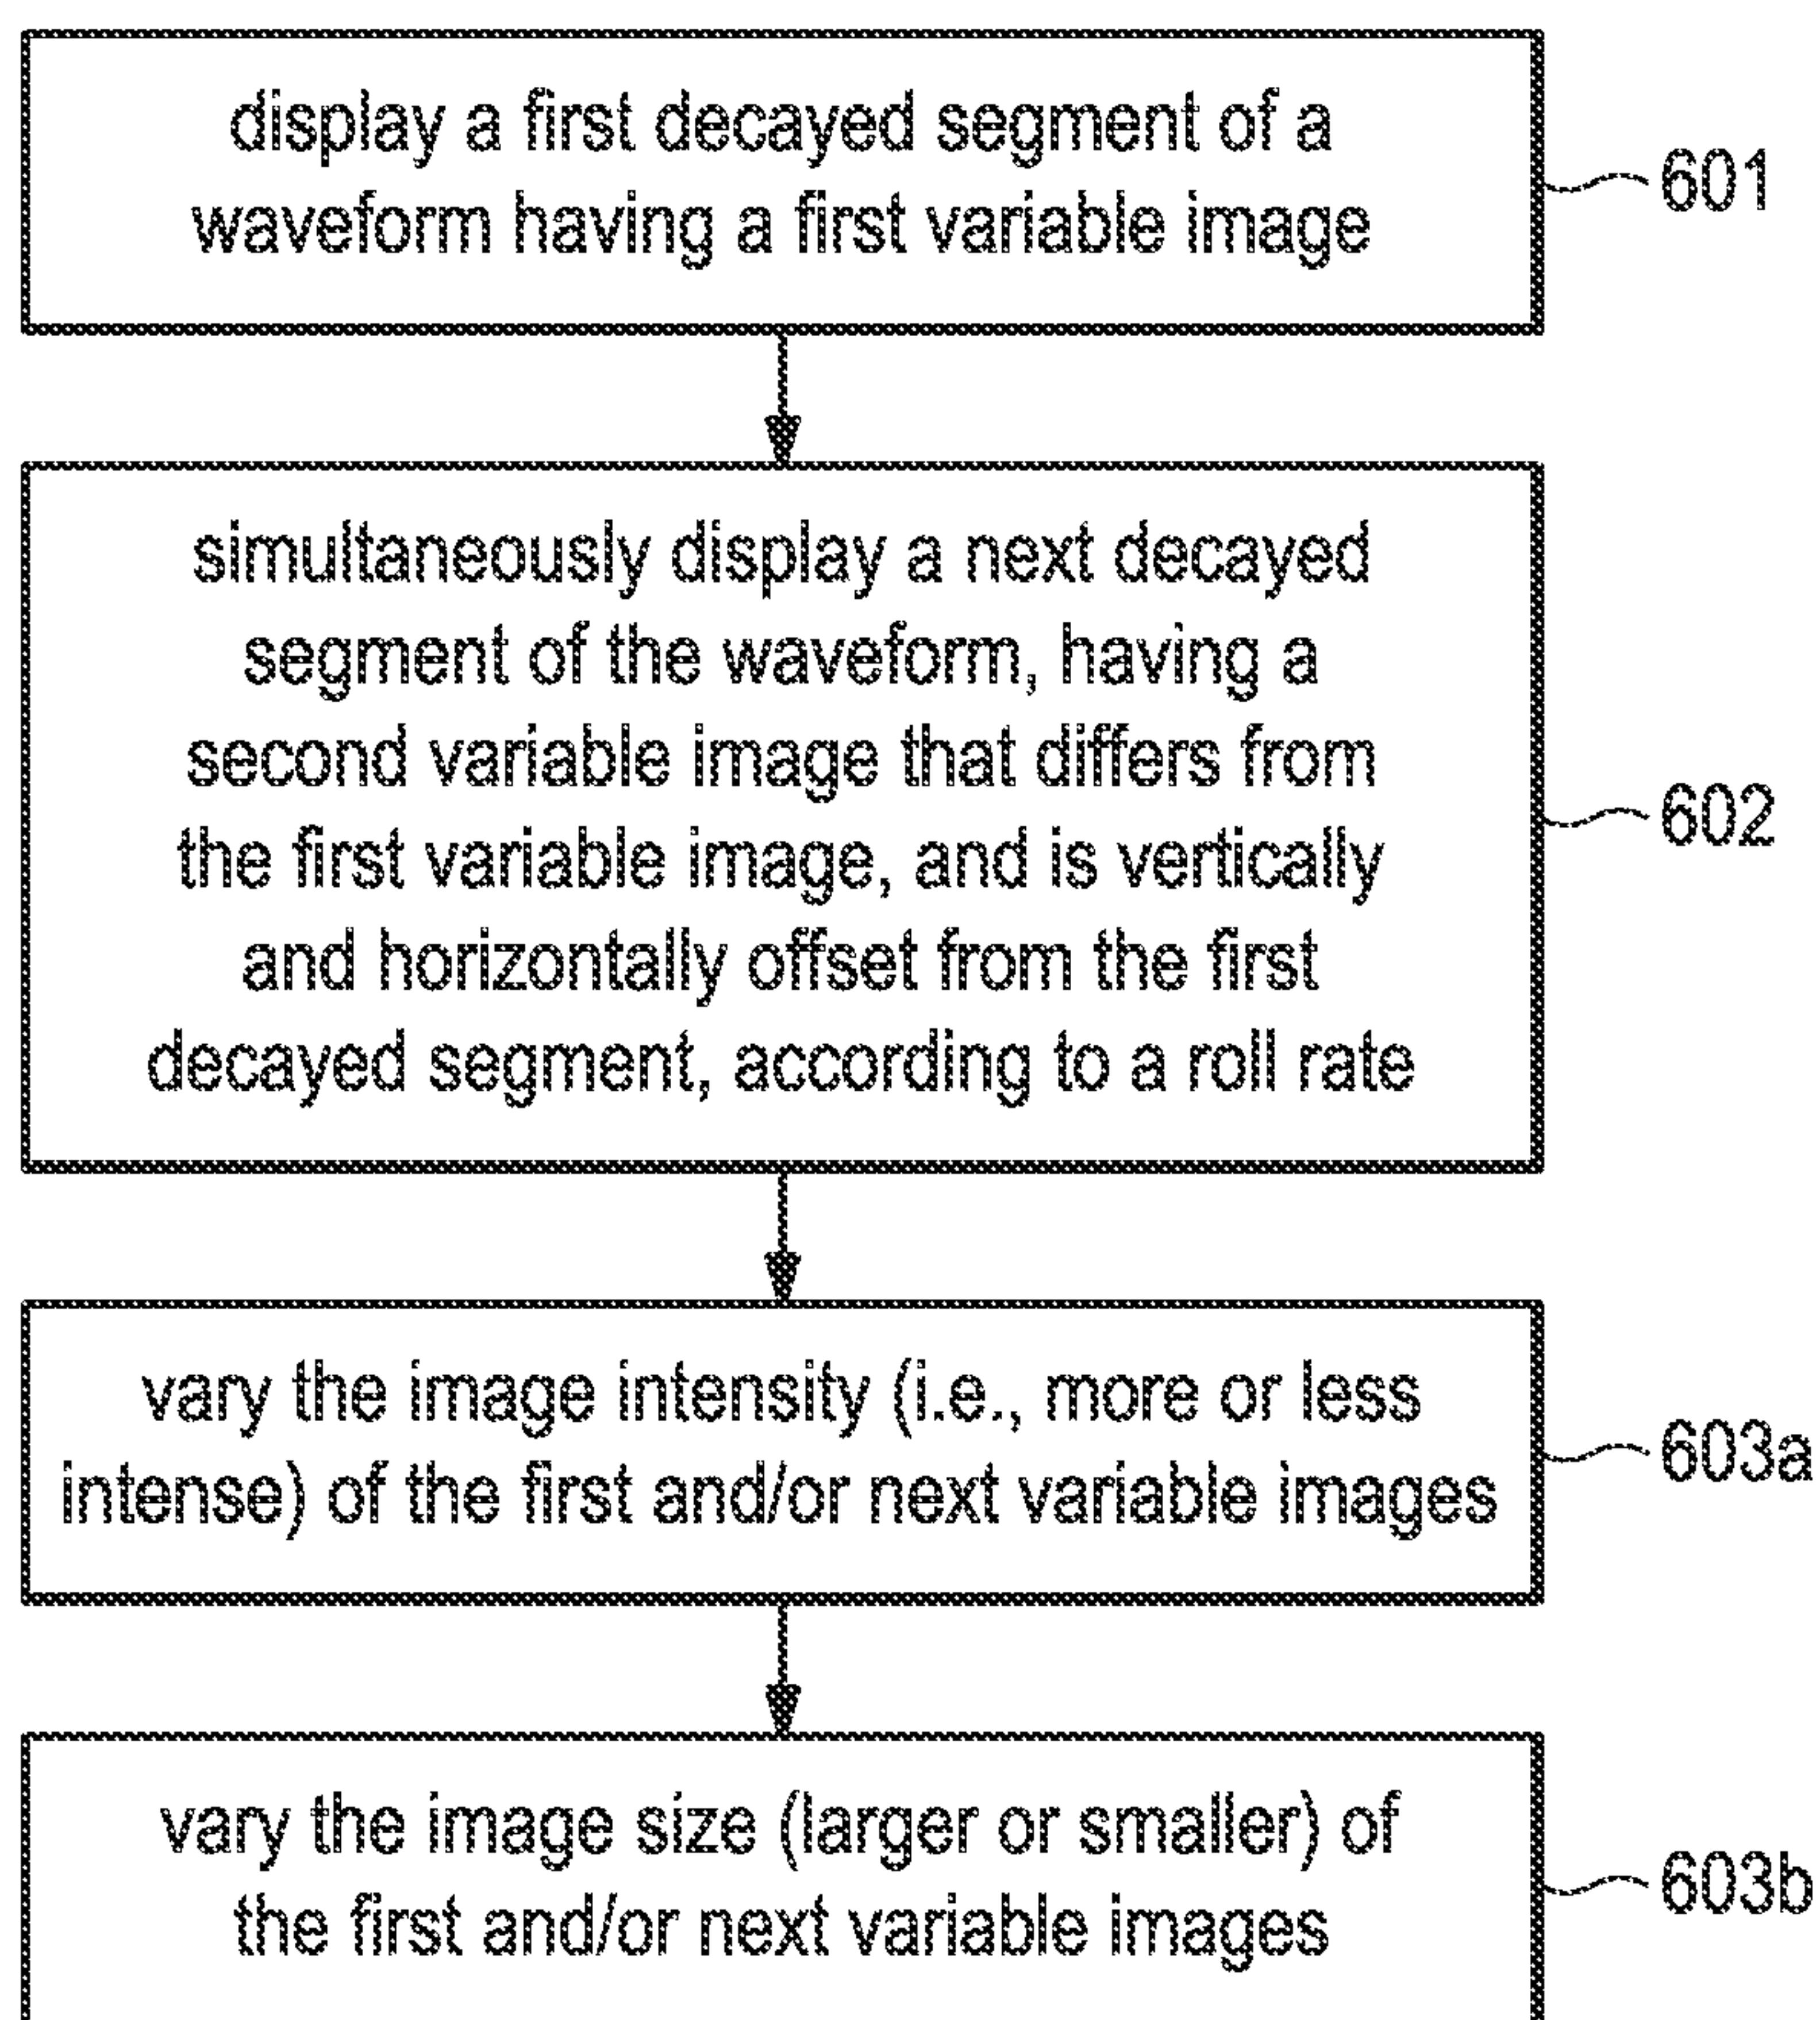 display a first decayed segment of a
waveform having a first variable image
601
simultaneously display a next decayed
segment of the waveform, having a
second variable image that differs from
the first variable image, and is vertically
and horizontally offset from the first
decayed segment, according to a roll rate
602
vary the image intensity (i.e., more or less
intense) of the first and/or next variable images
603a
vary the image size (larger or smaller) of
the first and/or next variable images
603b